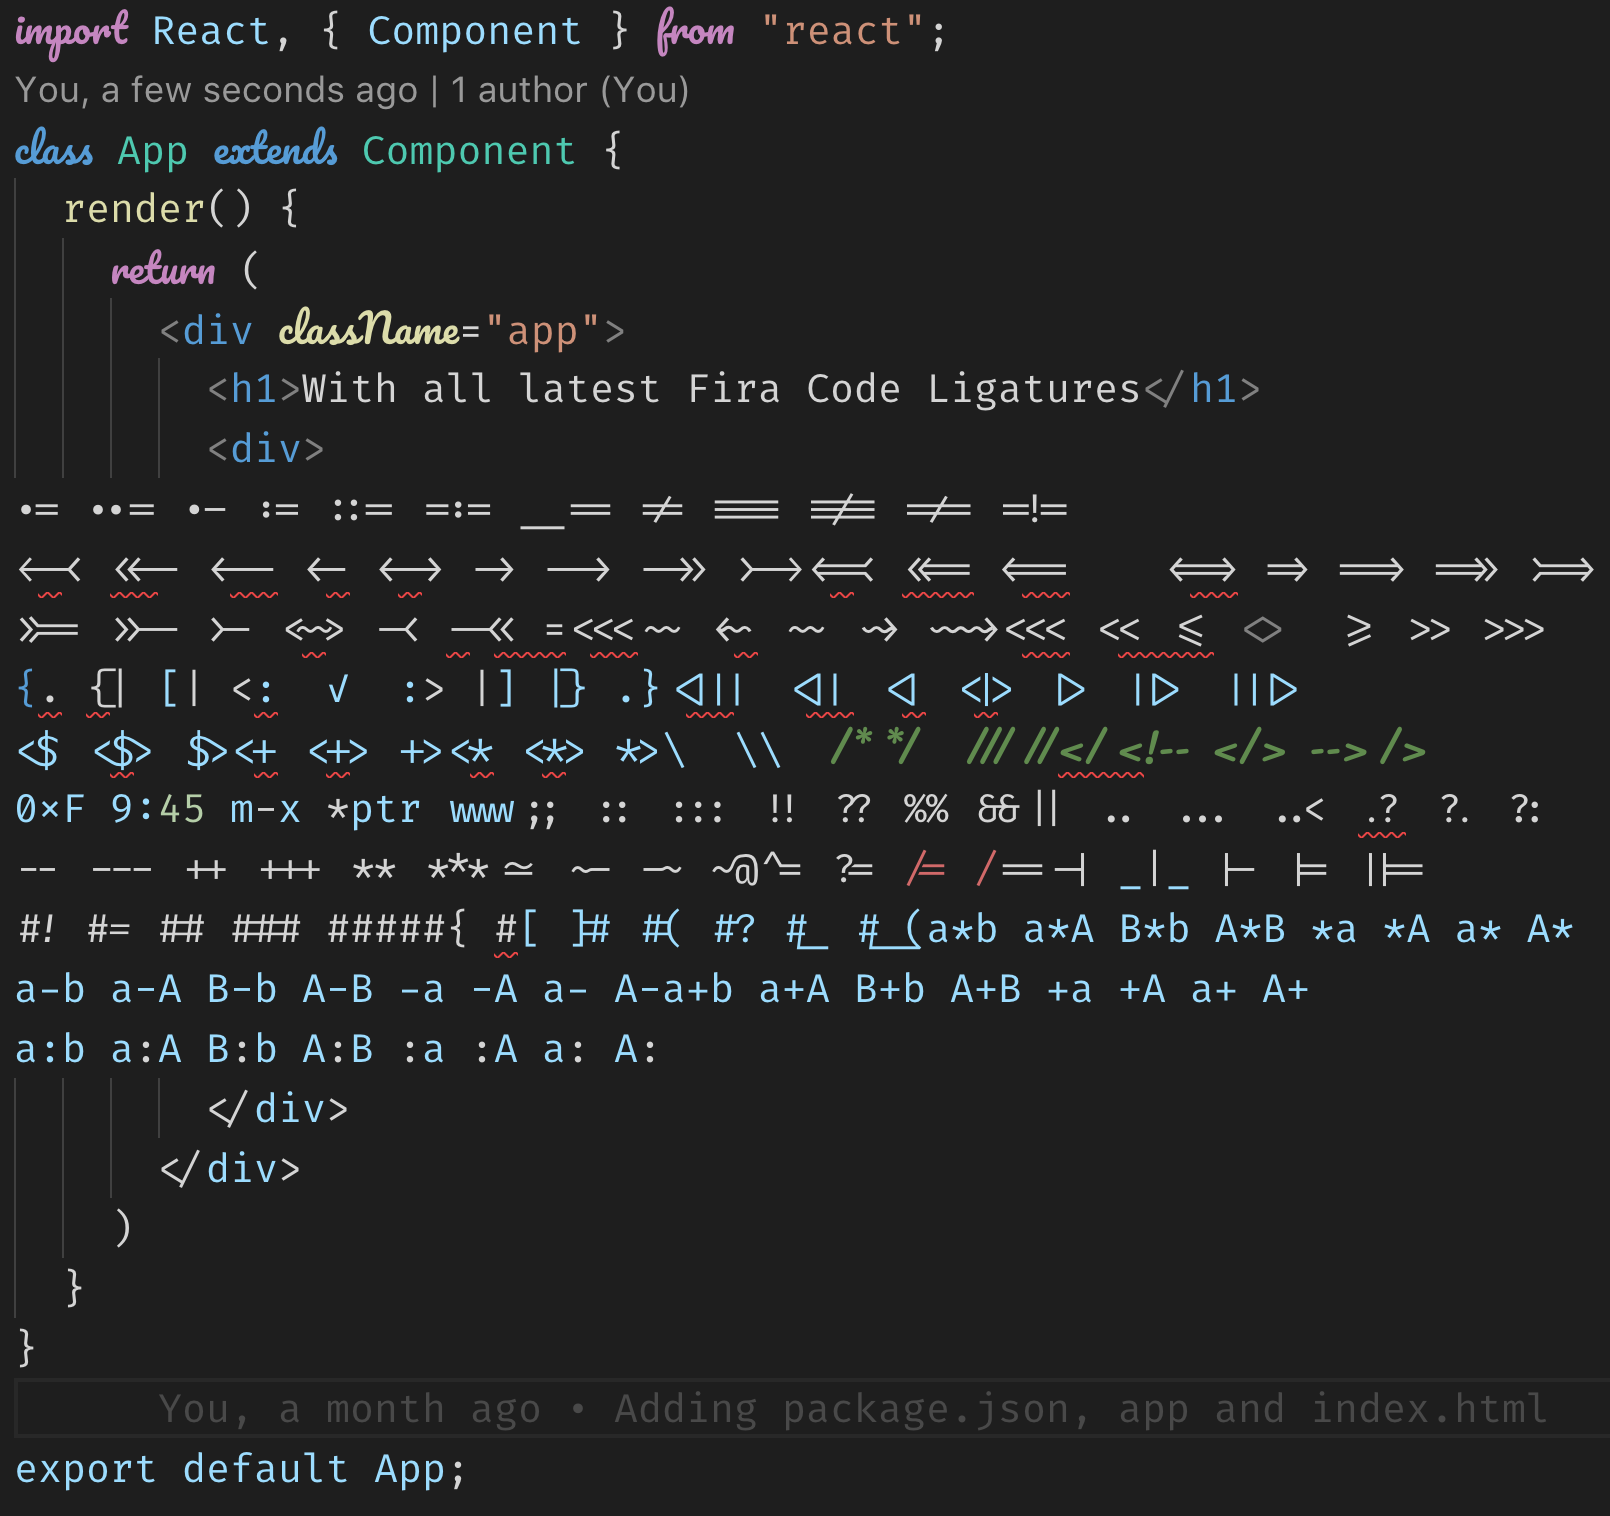 import React, { Component } from "react";
You, a few seconds ago | 1 author (You)
class App extends Component {
render() {
return (
<div className="app">
<h1>With all latest Fira Code Ligatures</h1>
<div>
.= ..= .- := ::= =:= __== != === !== =/= =!=
<-< <<- <-- <- <-> -> --> ->> >-><=< <<= <== <=> => ==> =>> >=>
>>= >>- >- <~> -< -<< =<<<~~ <~ ~~ ~> ~~><<< << <= <> >= >> >>>
{. {| [| <: √ :> |] |} .}<||| <|| <| <|> |> ||> |||>
<$ <$> $><+ <+> +><* <*> *>\ \\ /* */ /// //</ <!-- </> --> />
0xF 9:45 m-x *ptr www;; :: ::: !! ?? %% &&|| .. ... ..< .? ?. ?:
-- --- ++ +++ ** ***~= ~- -~ ~@^= ?= /= /==-| _|_ |- |= ||=
#! #= ## ### #####{ #[ ]# #( #? #_ #_(a*b a*A B*b A*B *a *A a* A*
a-b a-A B-b A-B -a -A a- A-a+b a+A B+b A+B +a +A a+ A+
a:b a:A B:b A:B :a :A a: A:
</div>
</div>
)
}
}
You, a month ago • Adding package.json, app and index.html
export default App;